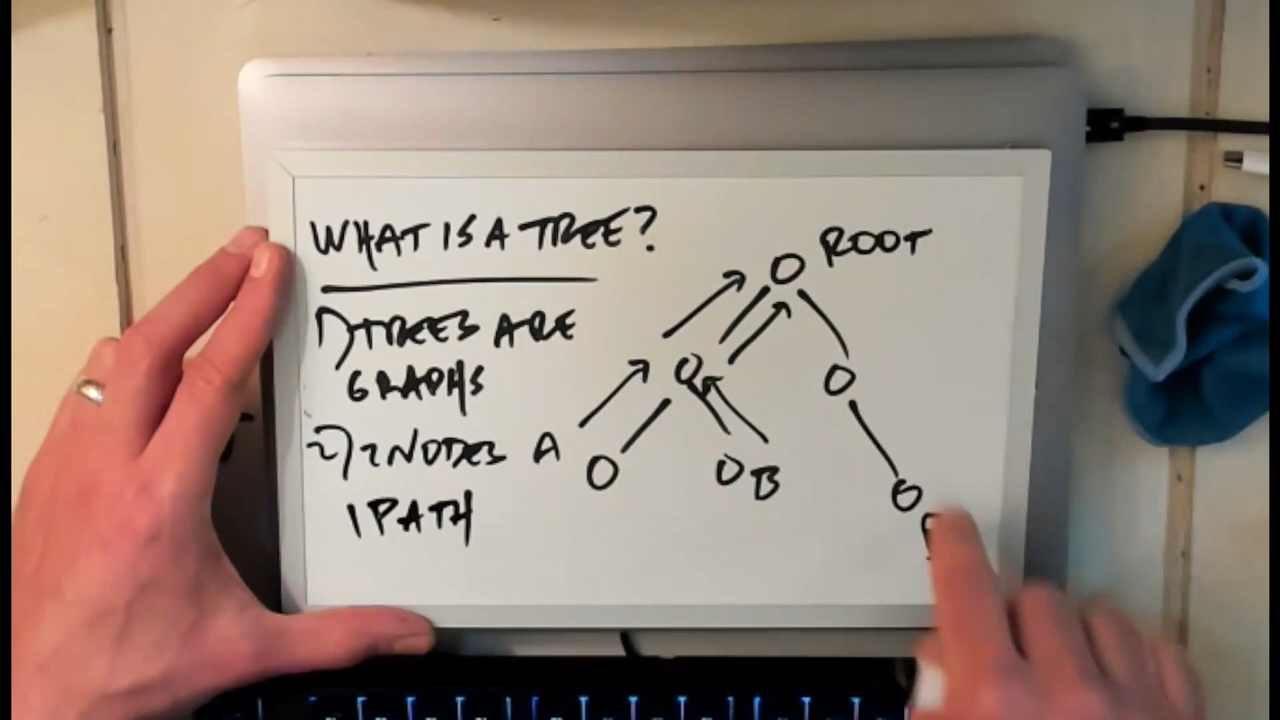 WHAT IS A TREE?
ROOT
1) TREES ARE
GRAPHS
2) 2 NODES A
1 PATH
B